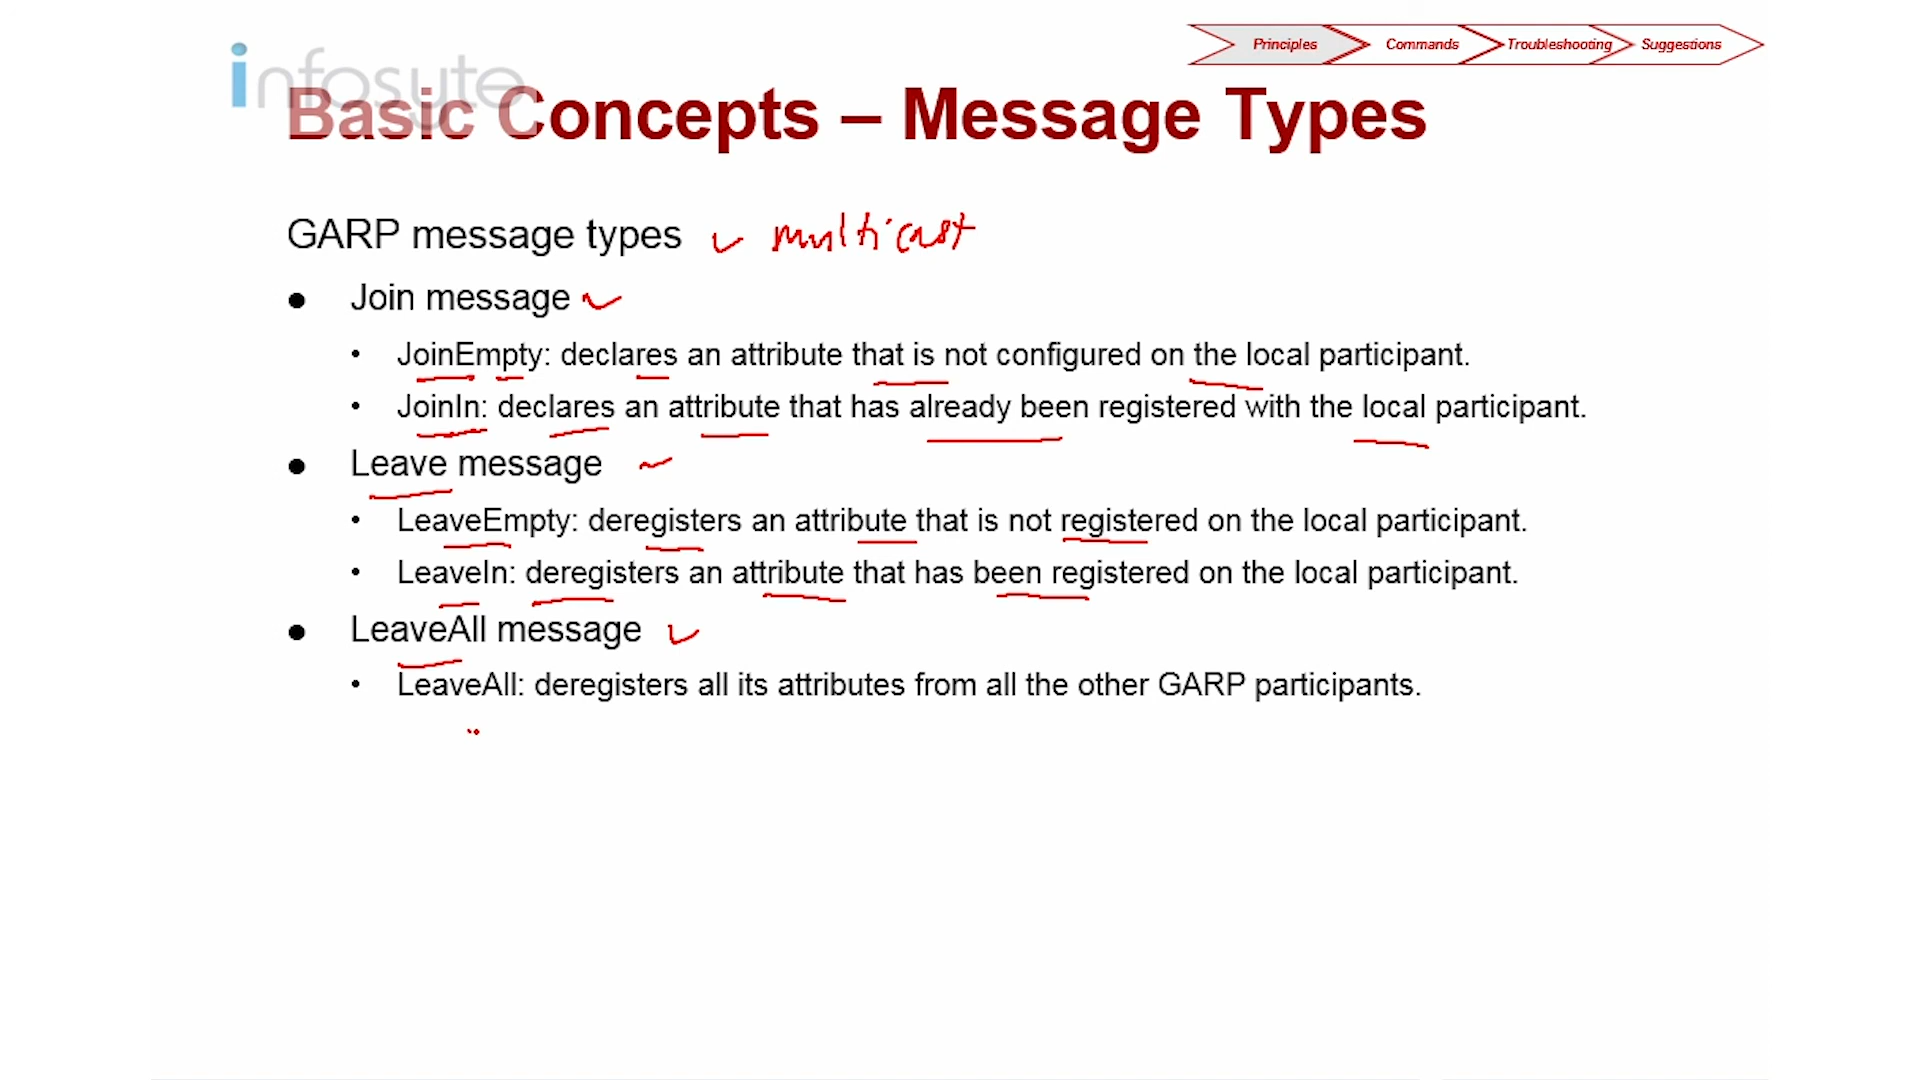 Principles Commands Troubleshooting Suggestions
infosyte
Basic Concepts – Message Types
GARP message types multicast
● Join message
• JoinEmpty: declares an attribute that is not configured on the local participant.
• JoinIn: declares an attribute that has already been registered with the local participant.
● Leave message
• LeaveEmpty: deregisters an attribute that is not registered on the local participant.
• LeaveIn: deregisters an attribute that has been registered on the local participant.
● LeaveAll message
• LeaveAll: deregisters all its attributes from all the other GARP participants.